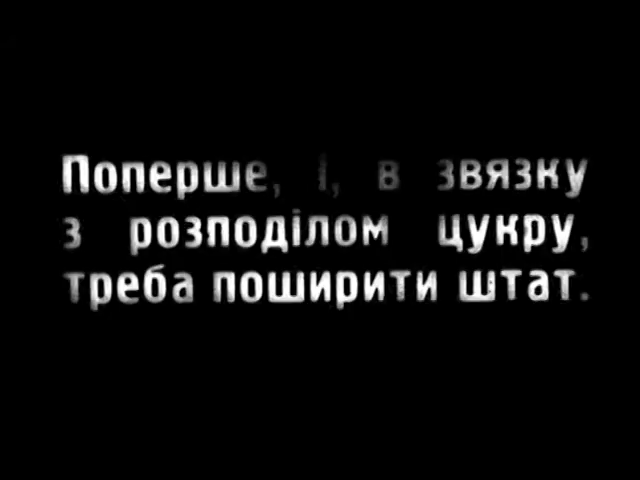 Поперше, і, в звязку
з розподілом цукру,
треба поширити штат.